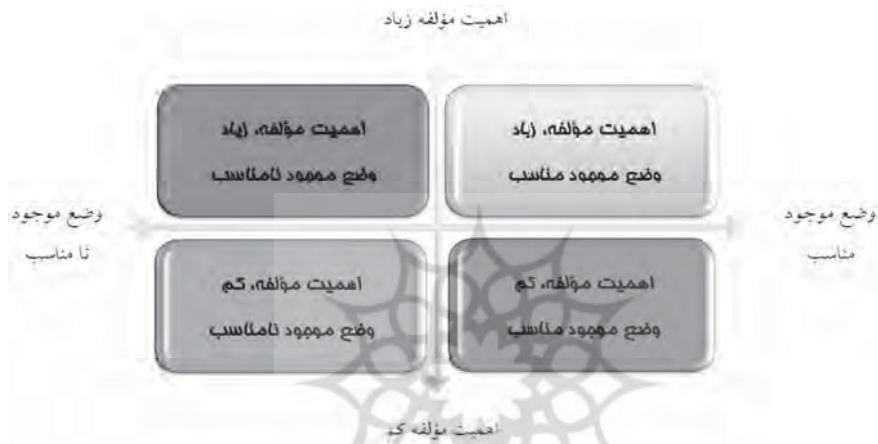 اهمیت مؤلفه زیاد
اهمیت مؤلفه، زیاد
وضع موجود مناسب
اهمیت مؤلفه، زیاد
وضع موجود نامناسب
وضع موجود
مناسب
وضع موجود
نا مناسب
اهمیت مؤلفه، کم
وضع موجود مناسب
اهمیت مؤلفه، کم
وضع موجود نامناسب
اهمیت مؤلفه کم